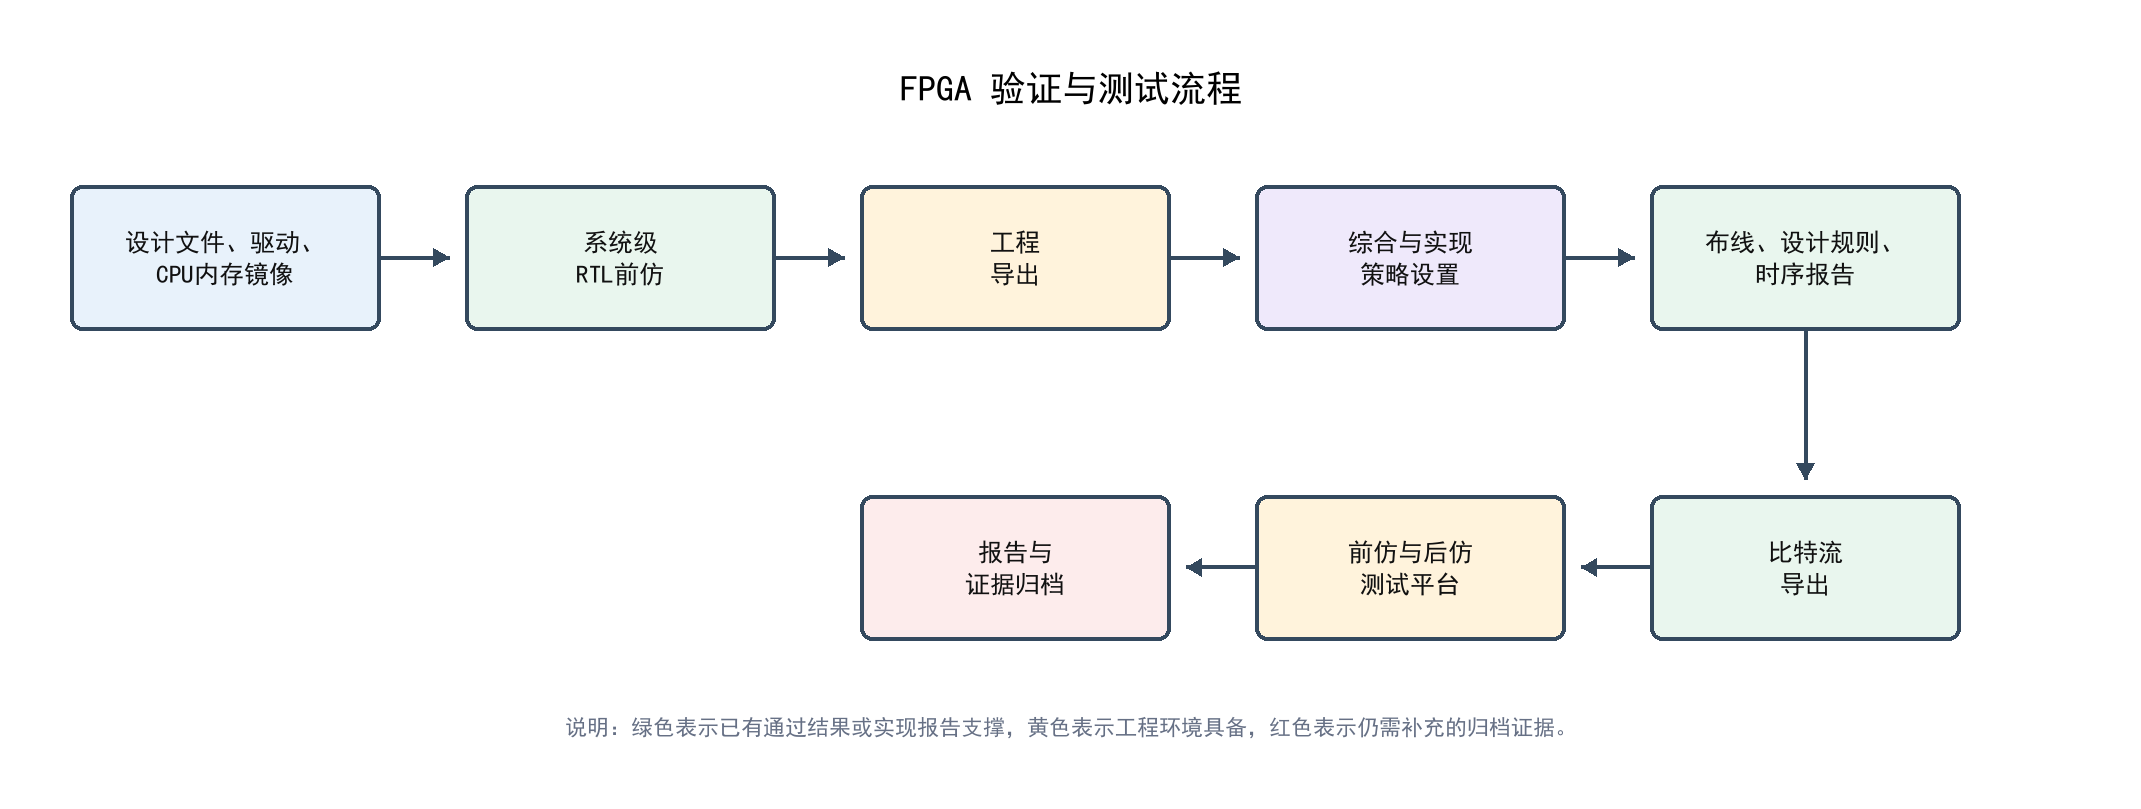 FPGA 验证与测试流程
设计文件、驱动、
CPU内存镜像
系统级
RTL前仿
工程
导出
综合与实现
策略设置
布线、设计规则、
时序报告
比特流
导出
前仿与后仿
测试平台
报告与
证据归档
说明：绿色表示已有通过结果或实现报告支撑，黄色表示工程环境具备，红色表示仍需补充的归档证据。